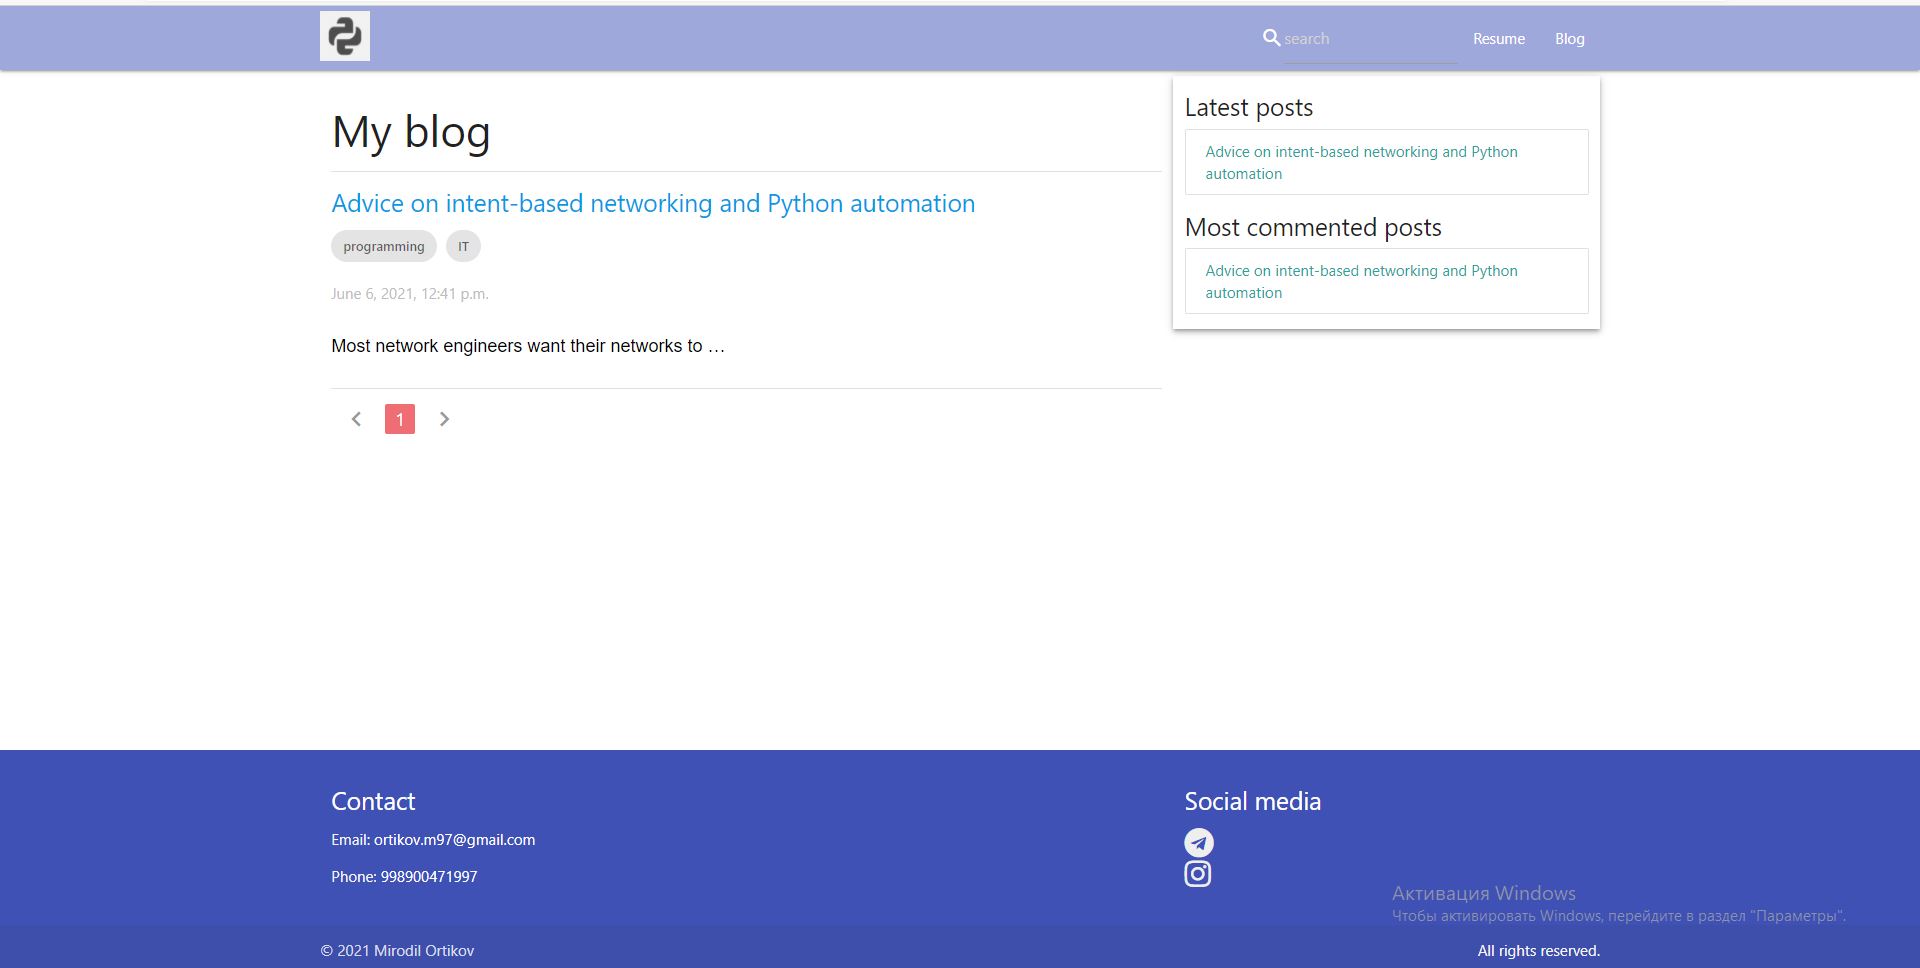 search
Resume
Blog
My blog
Advice on intent-based networking and Python automation
programming
IT
June 6, 2021, 12:41 p.m.
Most network engineers want their networks to …
1
Latest posts
Advice on intent-based networking and Python
automation
Most commented posts
Advice on intent-based networking and Python
automation
Contact
Email: ortikov.m97@gmail.com
Phone: 998900471997
Social media
Активация Windows
Чтобы активировать Windows, перейдите в раздел "Параметры".
© 2021 Mirodil Ortikov
All rights reserved.